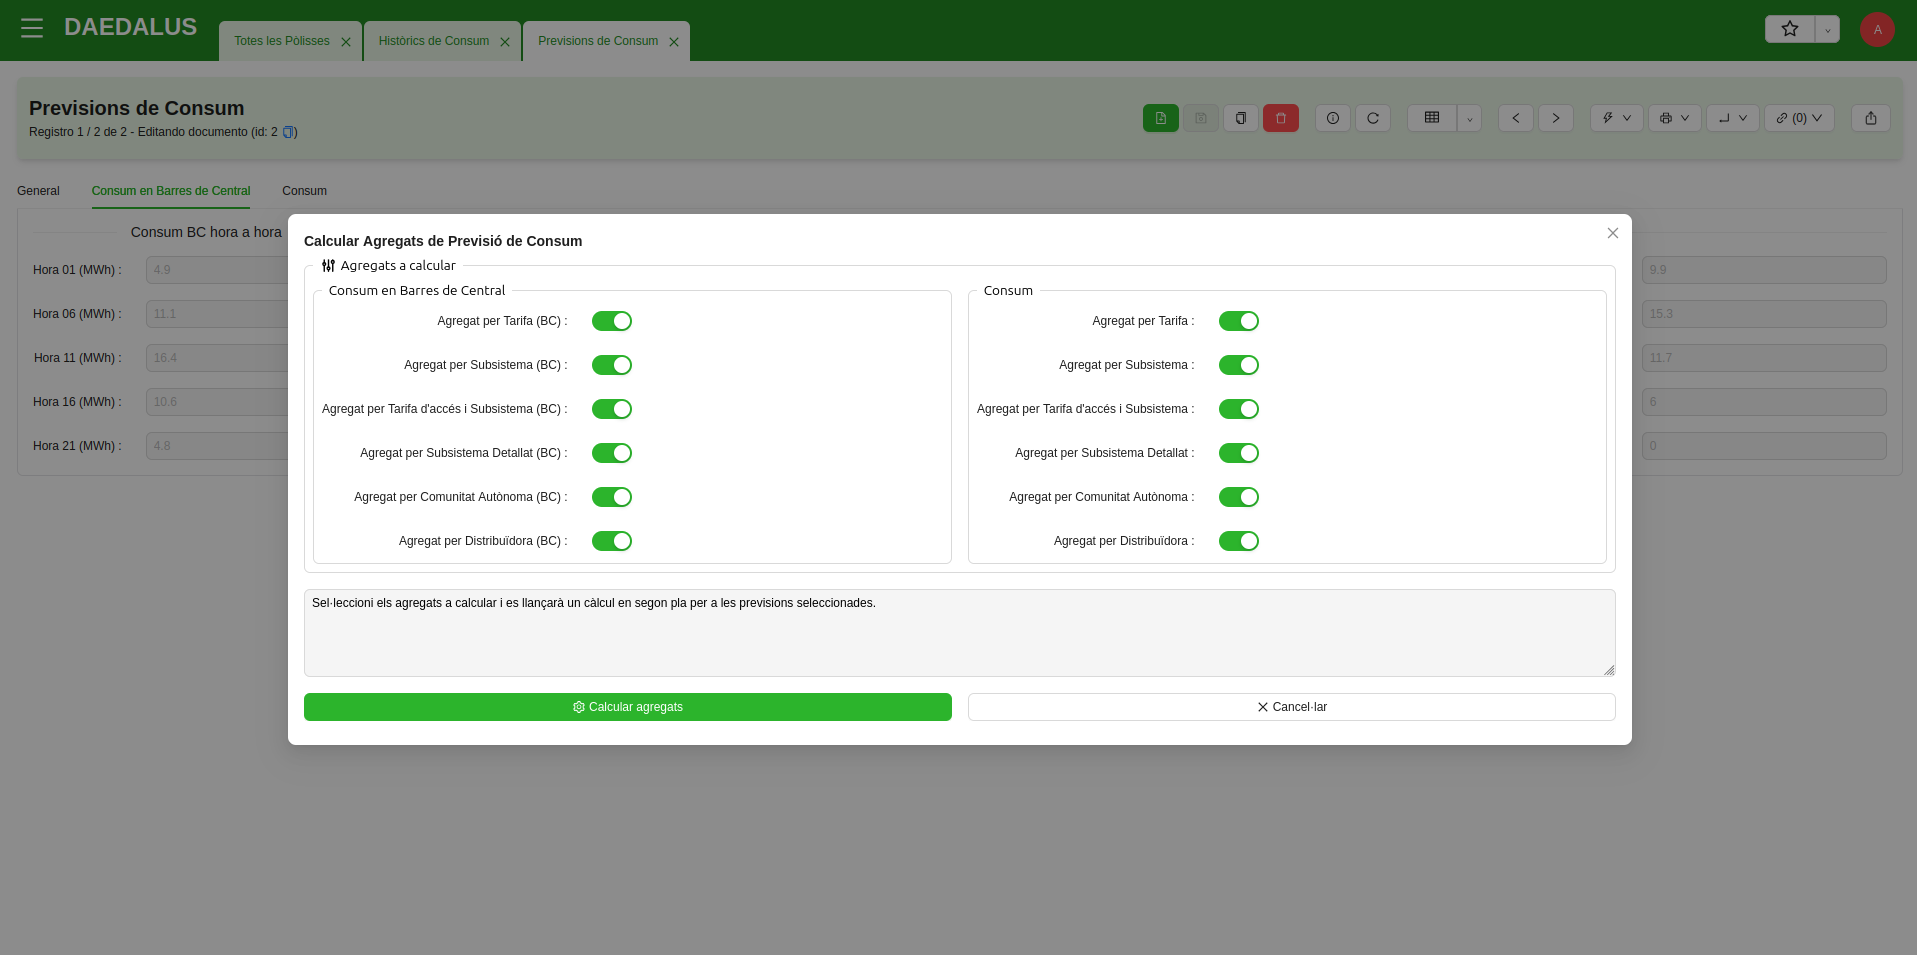 DAEDALUS
Totes les Pòlisses
Històrics de Consum
Previsions de Consum
A
Previsions de Consum
Registro 1 / 2 de 2 - Editando documento (id: 2 )
(0)
General
Consum en Barres de Central
Consum
Consum BC hora a hora
Hora 01 (MWh) :
4.9
9.9
Hora 06 (MWh) :
11.1
15.3
Hora 11 (MWh) :
16.4
11.7
Hora 16 (MWh) :
10.6
6
Hora 21 (MWh) :
4.8
0
Calcular Agregats de Previsió de Consum
Agregats a calcular
Consum en Barres de Central
Agregat per Tarifa (BC) :
Agregat per Subsistema (BC) :
Agregat per Tarifa d'accés i Subsistema (BC) :
Agregat per Subsistema Detallat (BC) :
Agregat per Comunitat Autònoma (BC) :
Agregat per Distribuïdora (BC) :
Consum
Agregat per Tarifa :
Agregat per Subsistema :
Agregat per Tarifa d'accés i Subsistema :
Agregat per Subsistema Detallat :
Agregat per Comunitat Autònoma :
Agregat per Distribuïdora :
Sel·leccioni els agregats a calcular i es llançarà un càlcul en segon pla per a les previsions seleccionades.
Calcular agregats
Cancel·lar